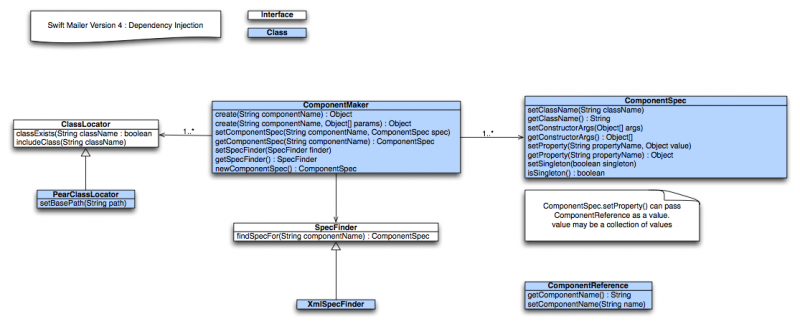 Swift Mailer Version 4 : Dependency Injection
Interface
Class
ComponentMaker
create(String componentName) : Object
create(String componentName, Object[] params) : Object
setComponentSpec(String componentName, ComponentSpec spec)
getComponentSpec(String componentName) : ComponentSpec
setSpecFinder(SpecFinder finder)
getSpecFinder() : SpecFinder
newComponentSpec() : ComponentSpec
ComponentSpec
setClassName(String className)
getClassName() : String
setConstructorArgs(Object[] args)
getConstructorArgs() : Object[]
setProperty(String propertyName, Object value)
getProperty(String propertyName) : Object
setSingleton(boolean singleton)
isSingleton() : boolean
ClassLocator
classExists(String className : boolean
includeClass(String className)
1..*
1..*
PearClassLocator
setBasePath(String path)
ComponentSpec.setProperty() can pass
ComponentReference as a value.
value may be a collection of values
SpecFinder
findSpecFor(String componentName) : ComponentSpec
XmlSpecFinder
ComponentReference
getComponentName() : String
setComponentName(String name)